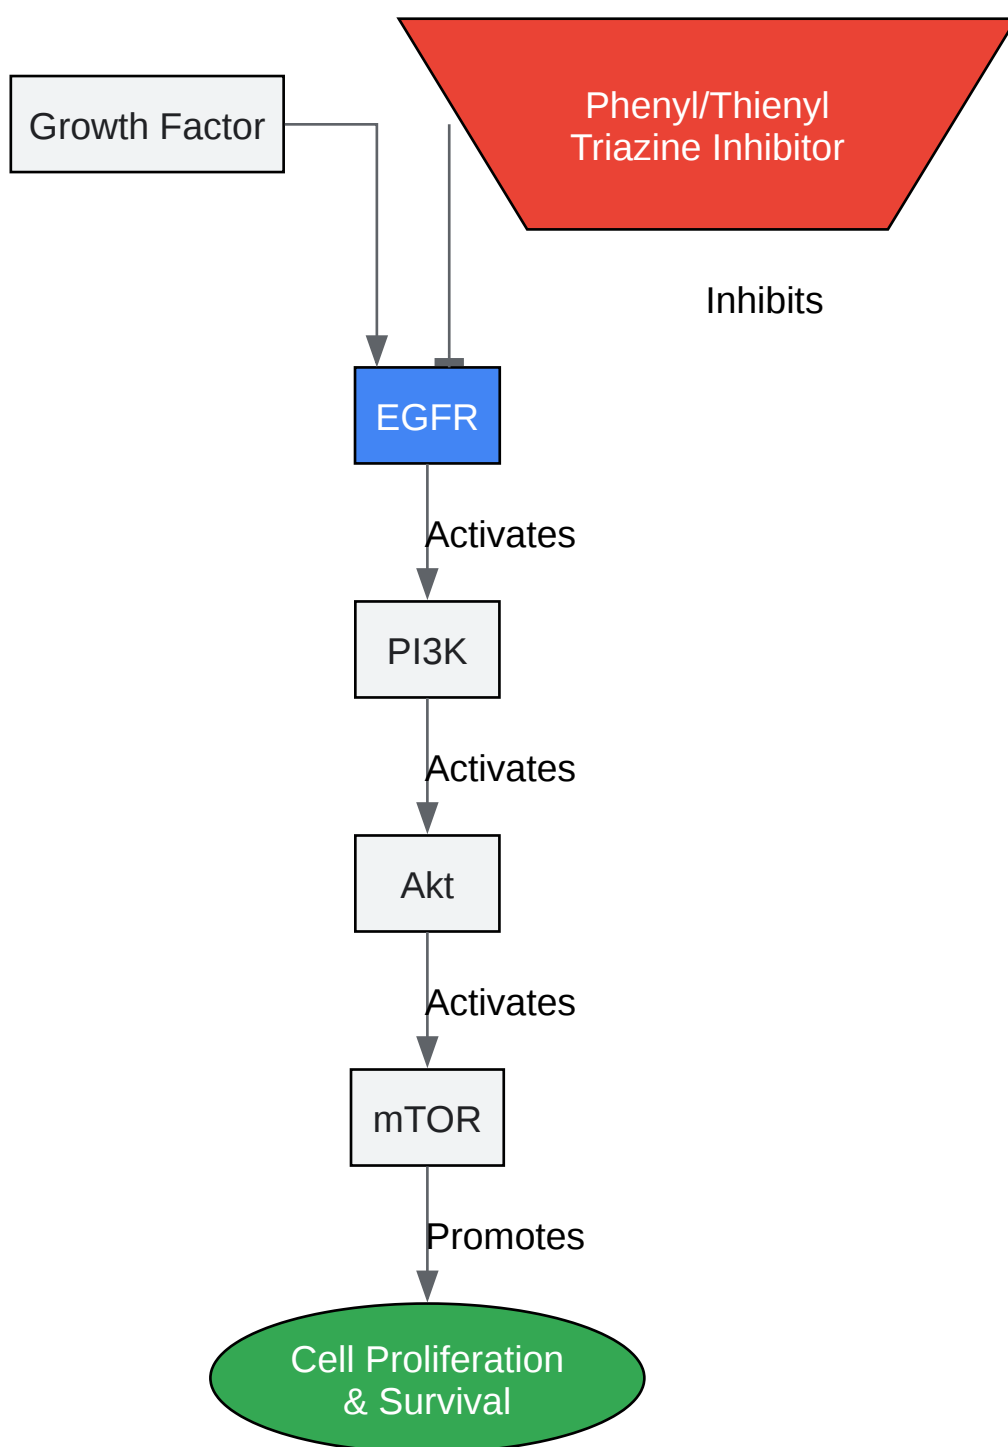 Growth Factor
Phenyl/Thienyl
Triazine Inhibitor
Inhibits
EGFR
Activates
PI3K
Activates
Akt
Activates
mTOR
Promotes
Cell Proliferation
& Survival